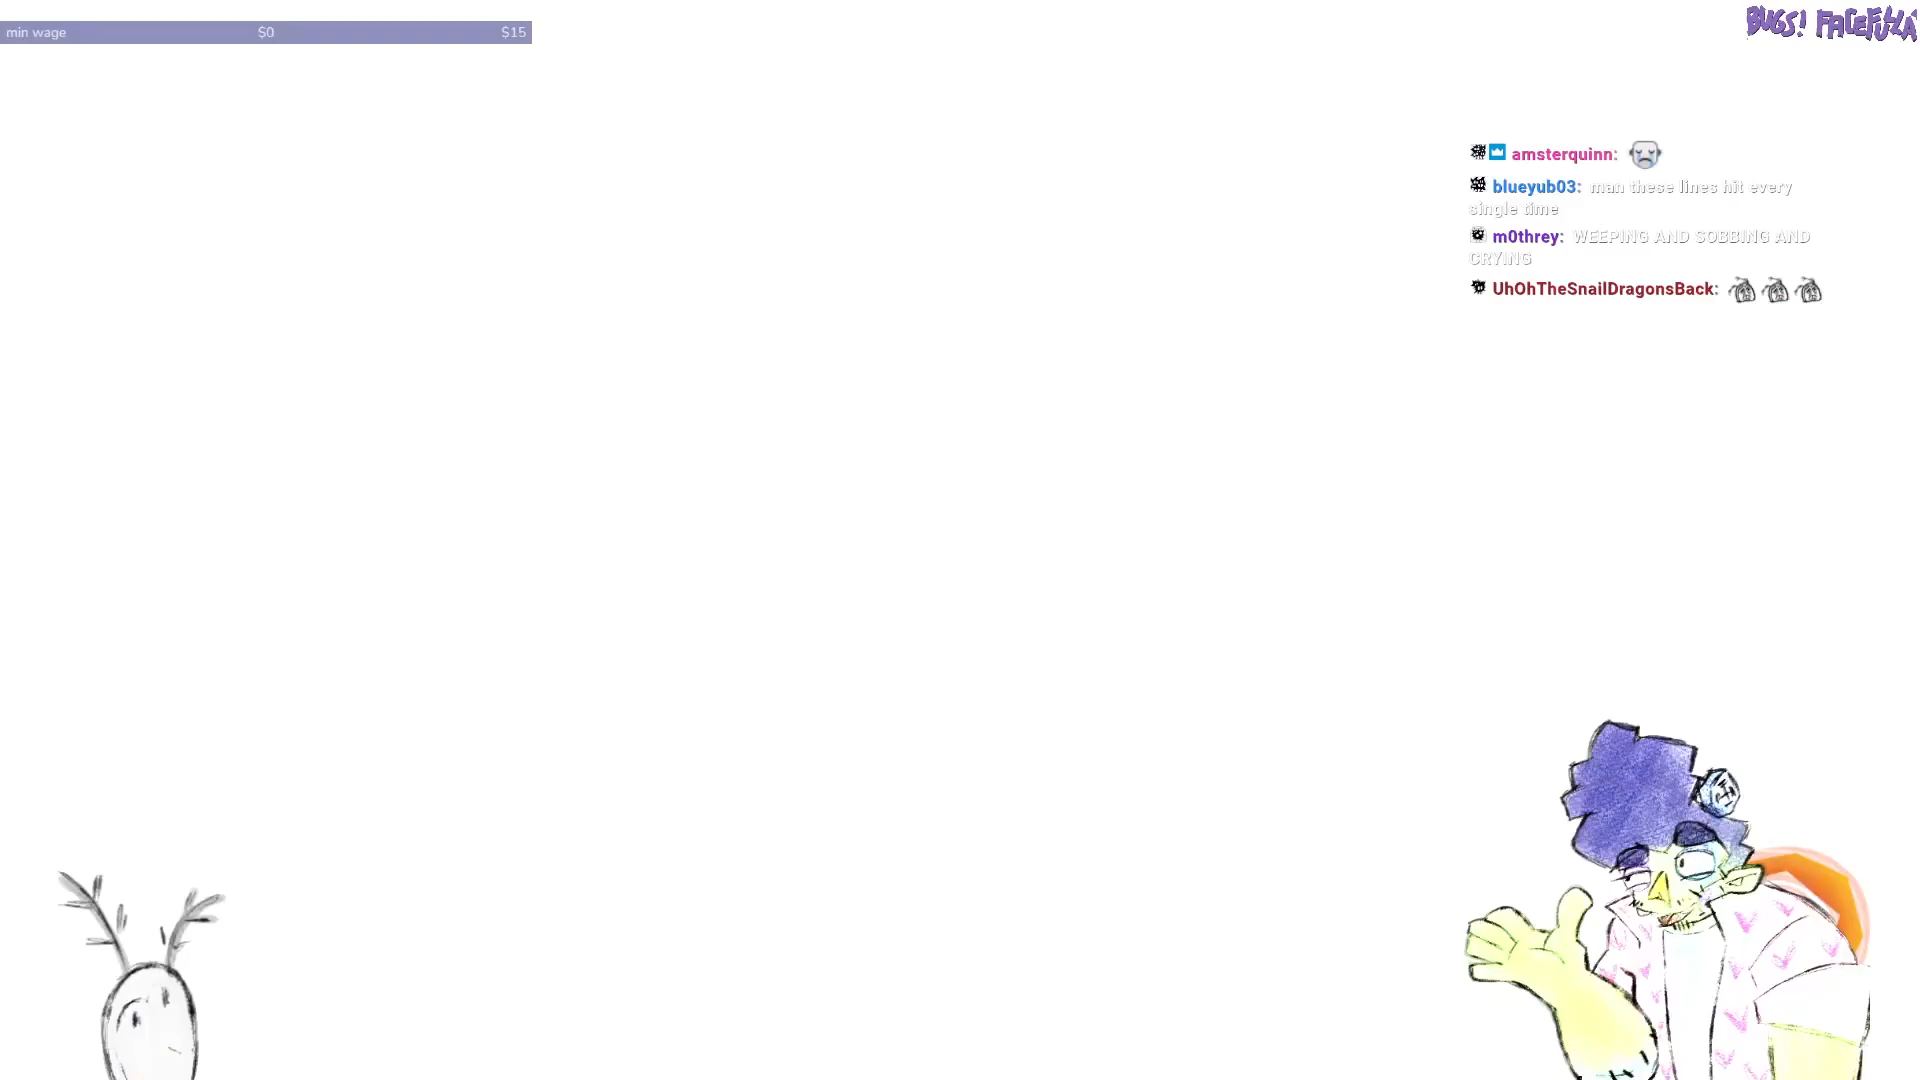 min wage $0 $15
BUGS! FACEFULLA
amsterquinn:
blueyub03: man these lines hit every
single time
m0threy: WEEPING AND SOBBING AND
CRYING
UhOhTheSnailDragonsBack: